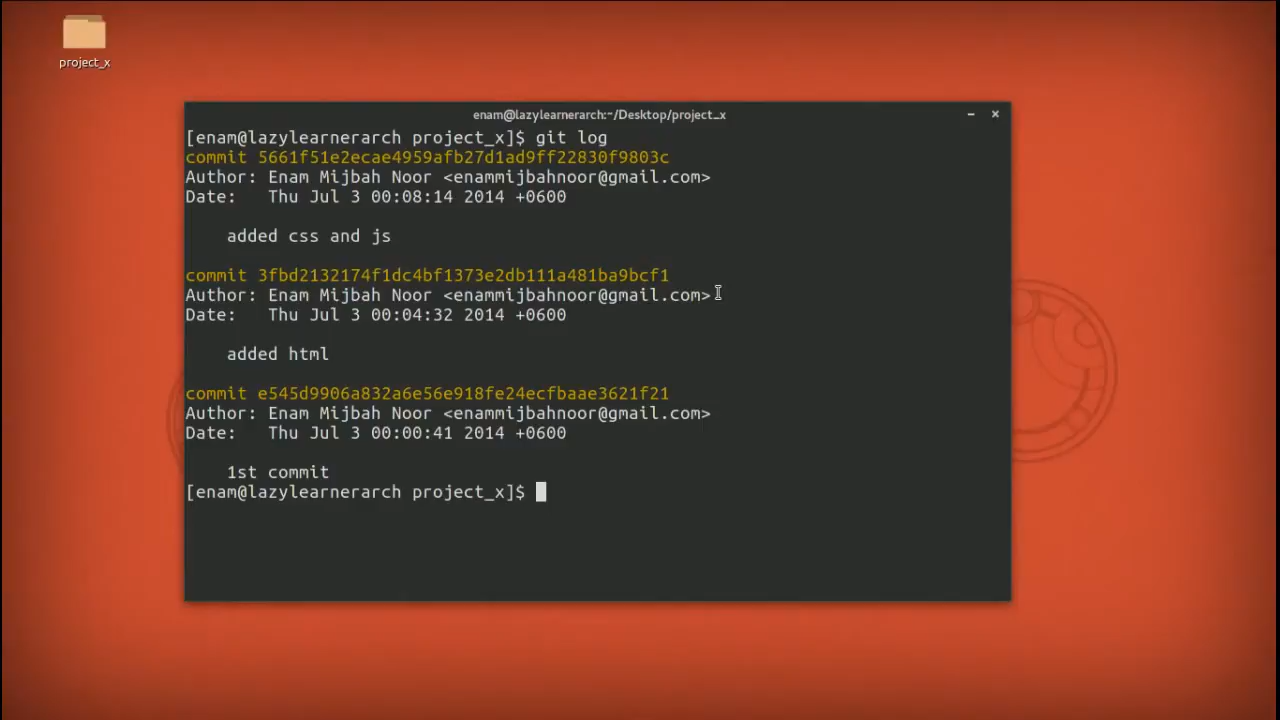 project_x
enam@lazylearnerarch:~/Desktop/project_x
[enam@lazylearnerarch project_x]$ git log
commit 5661f51e2ecae4959afb27d1ad9ff22830f9803c
Author: Enam Mijbah Noor <enammijbahnoor@gmail.com>
Date:   Thu Jul 3 00:08:14 2014 +0600
    added css and js
commit 3fbd2132174f1dc4bf1373e2db111a481ba9bcf1
Author: Enam Mijbah Noor <enammijbahnoor@gmail.com>
Date:   Thu Jul 3 00:04:32 2014 +0600
    added html
commit e545d9906a832a6e56e918fe24ecfbaae3621f21
Author: Enam Mijbah Noor <enammijbahnoor@gmail.com>
Date:   Thu Jul 3 00:00:41 2014 +0600
    1st commit
[enam@lazylearnerarch project_x]$